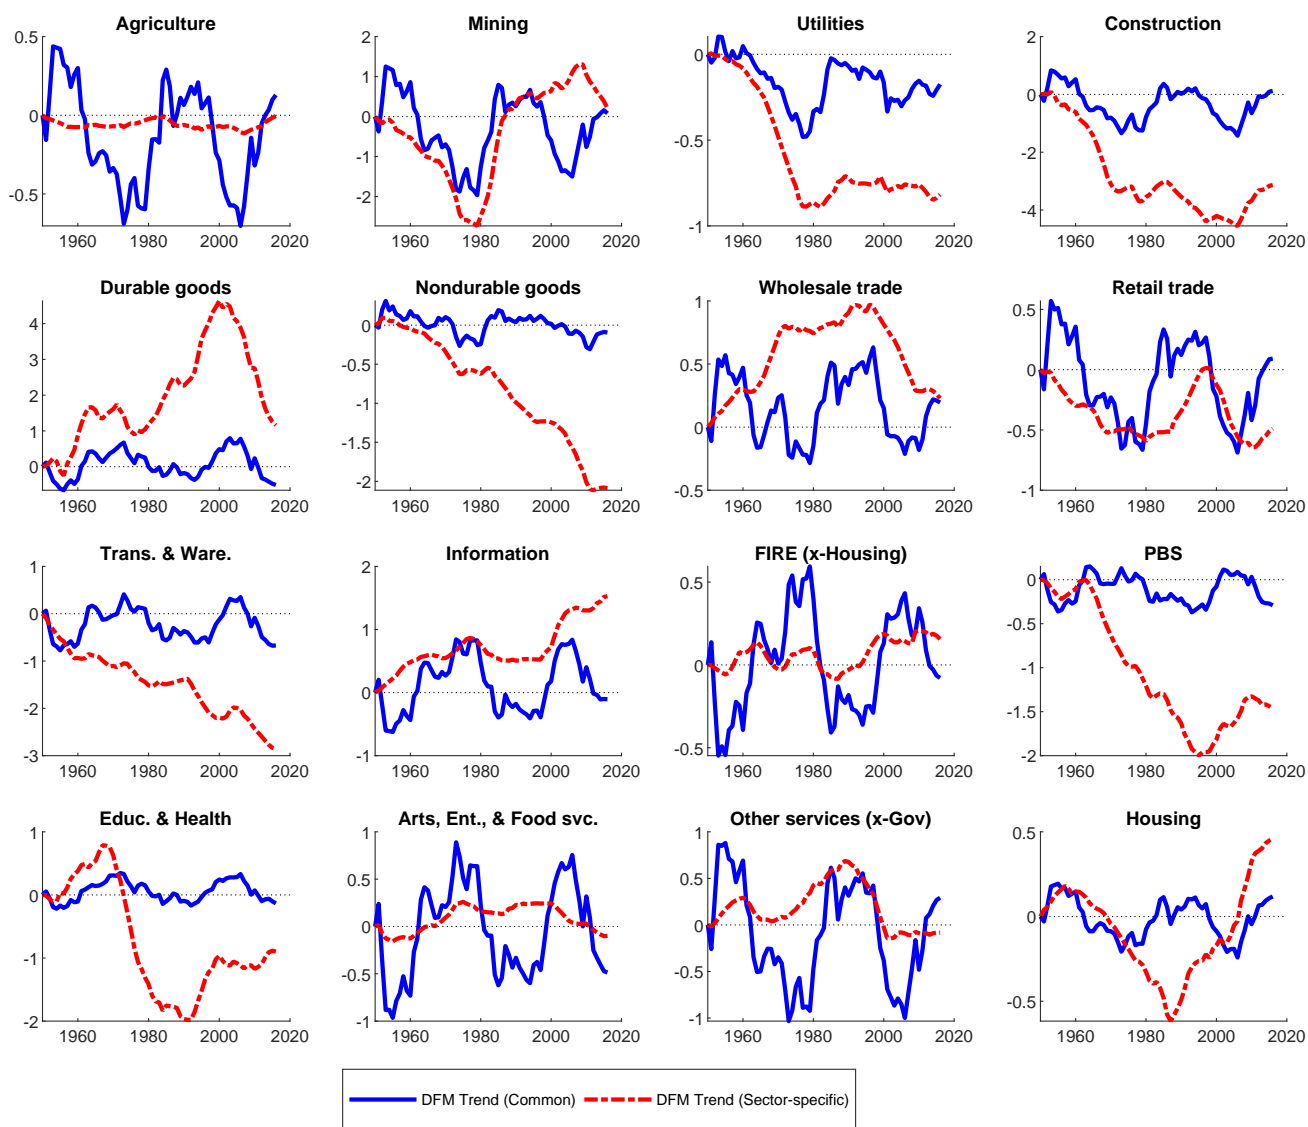 Agriculture Mining Utilities Construction
0.5 0 -0.5
1960 1980 2000 2020
2 1 0 -1 -2
1960 1980 2000 2020
0 -0.5 -1
1960 1980 2000 2020
2 0 -2 -4
1960 1980 2000 2020
Durable goods Nondurable goods Wholesale trade Retail trade
4 3 2 1 0
1960 1980 2000 2020
0 -0.5 -1 -1.5 -2
1960 1980 2000 2020
1 0.5 0 -0.5
1960 1980 2000 2020
0.5 0 -0.5 -1
1960 1980 2000 2020
Trans. & Ware. Information FIRE (x-Housing) PBS
1 0 -1 -2 -3
1960 1980 2000 2020
2 1 0 -1
1960 1980 2000 2020
0.5 0 -0.5
1960 1980 2000 2020
0 -0.5 -1 -1.5 -2
1960 1980 2000 2020
Educ. & Health Arts, Ent., & Food svc. Other services (x-Gov) Housing
1 0 -1 -2
1960 1980 2000 2020
1 0.5 0 -0.5 -1
1960 1980 2000 2020
1 0.5 0 -0.5 -1
1960 1980 2000 2020
0.5 0 -0.5
1960 1980 2000 2020
DFM Trend (Common) DFM Trend (Sector-specific)